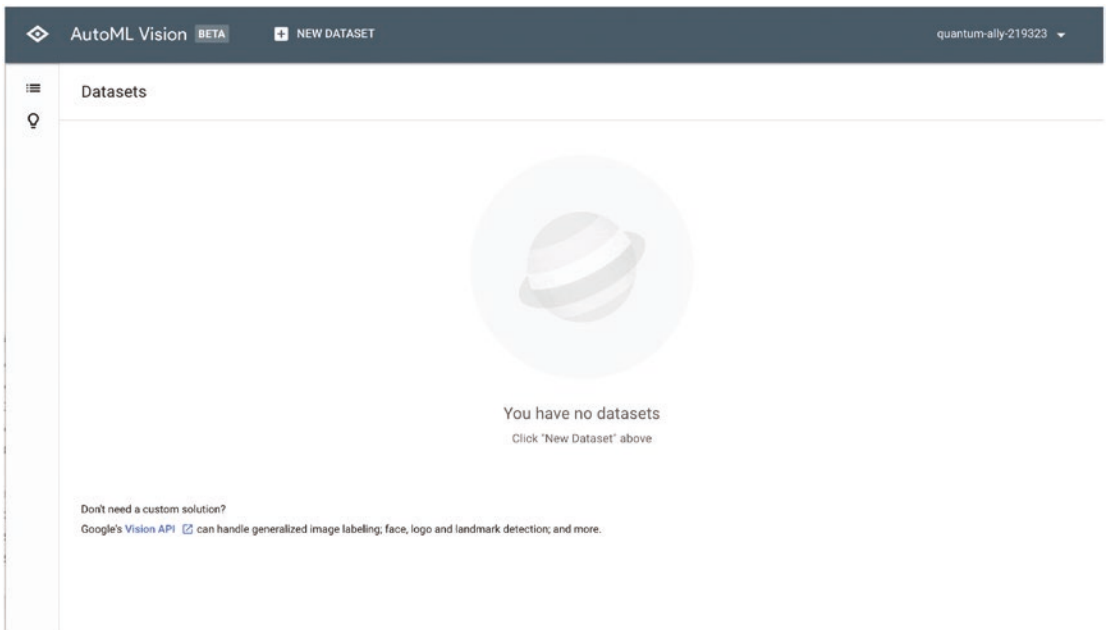 AutoML Vision BETA NEW DATASET quantum-ally-219323
Datasets
You have no datasets
Click "New Dataset" above
Don't need a custom solution?
Google's Vision API can handle generalized image labeling; face, logo and landmark detection; and more.